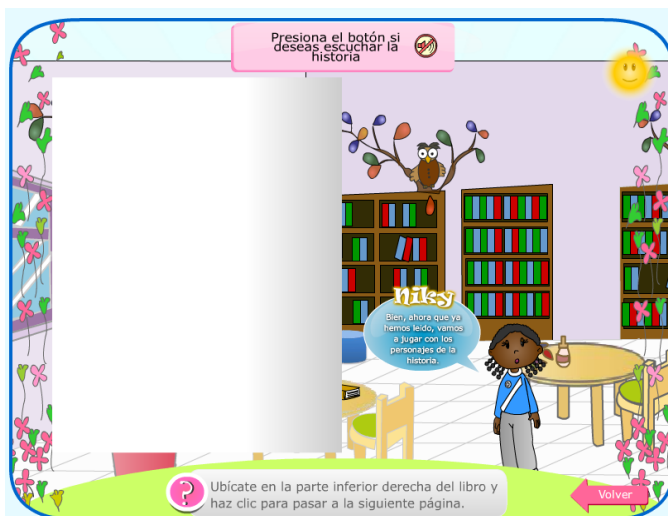 Presiona el botón si
deseas escuchar la
historia
Niky
Bien, ahora que ya
hemos leído, vamos
a jugar con los
personajes de la
historia.
?
Ubícate en la parte inferior derecha del libro y
haz clic para pasar a la siguiente página.
Volver